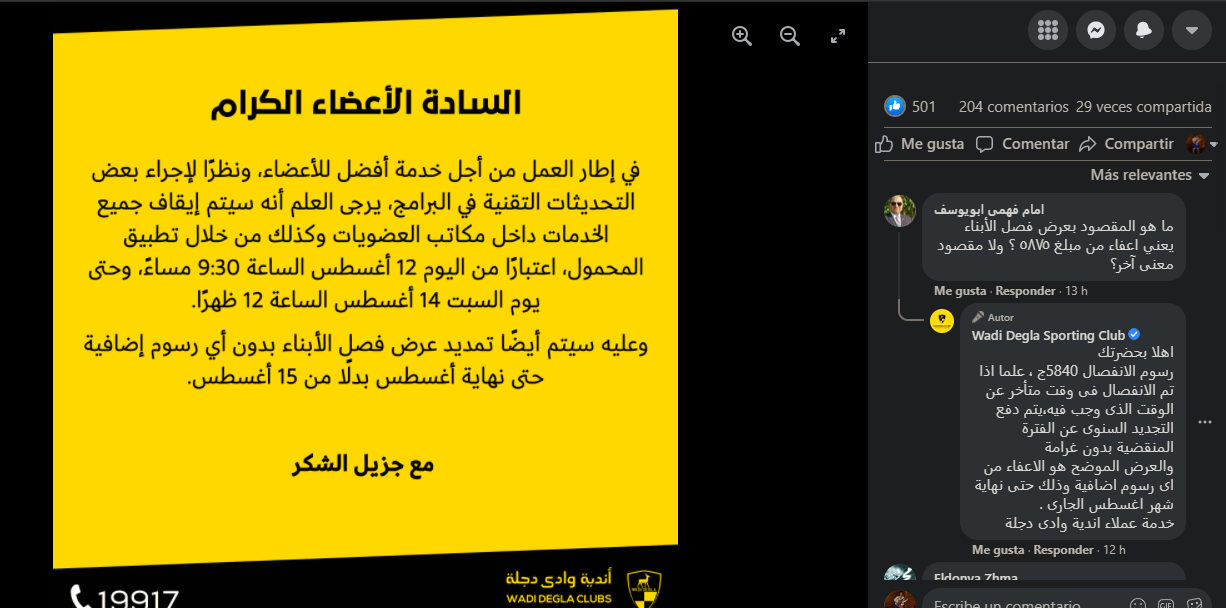 السادة الأعضاء الكرام
في إطار العمل من أجل خدمة أفضل للأعضاء، ونظرًا لإجراء بعض
التحديثات التقنية في البرامج، يرجى العلم أنه سيتم إيقاف جميع
الخدمات داخل مكاتب العضويات وكذلك من خلال تطبيق
المحمول، اعتبارًا من اليوم 12 أغسطس الساعة 9:30 مساءً، وحتى
يوم السبت 14 أغسطس الساعة 12 ظهرًا.
وعليه سيتم أيضًا تمديد عرض فصل الأبناء بدون أي رسوم إضافية
حتى نهاية أغسطس بدلًا من 15 أغسطس.
مع جزيل الشكر
19917
أندية وادي دجلة
WADI DEGLA CLUBS
501 204 comentarios 29 veces compartida
Me gusta Comentar Compartir
Más relevantes
امام فهمى ابويوسف
ما هو المقصود بعرض فصل الأبناء
يعني اعفاء من مبلغ ٥٨٧٥ ؟ ولا مقصود
معنى آخر؟
Me gusta · Responder · 13 h
Autor
Wadi Degla Sporting Club
اهلا بحضرتك
رسوم الانفصال 5840ج ، علما اذا
تم الانفصال فى وقت متأخر عن
الوقت الذى وجب فيه،يتم دفع
التجديد السنوى عن الفترة
المنقضية بدون غرامة
والعرض الموضح هو الاعفاء من
اى رسوم اضافية وذلك حتى نهاية
شهر اغسطس الجارى .
خدمة عملاء اندية وادى دجلة
Me gusta · Responder · 12 h
Eldonya Zhma
Escribe un comentario
GIF